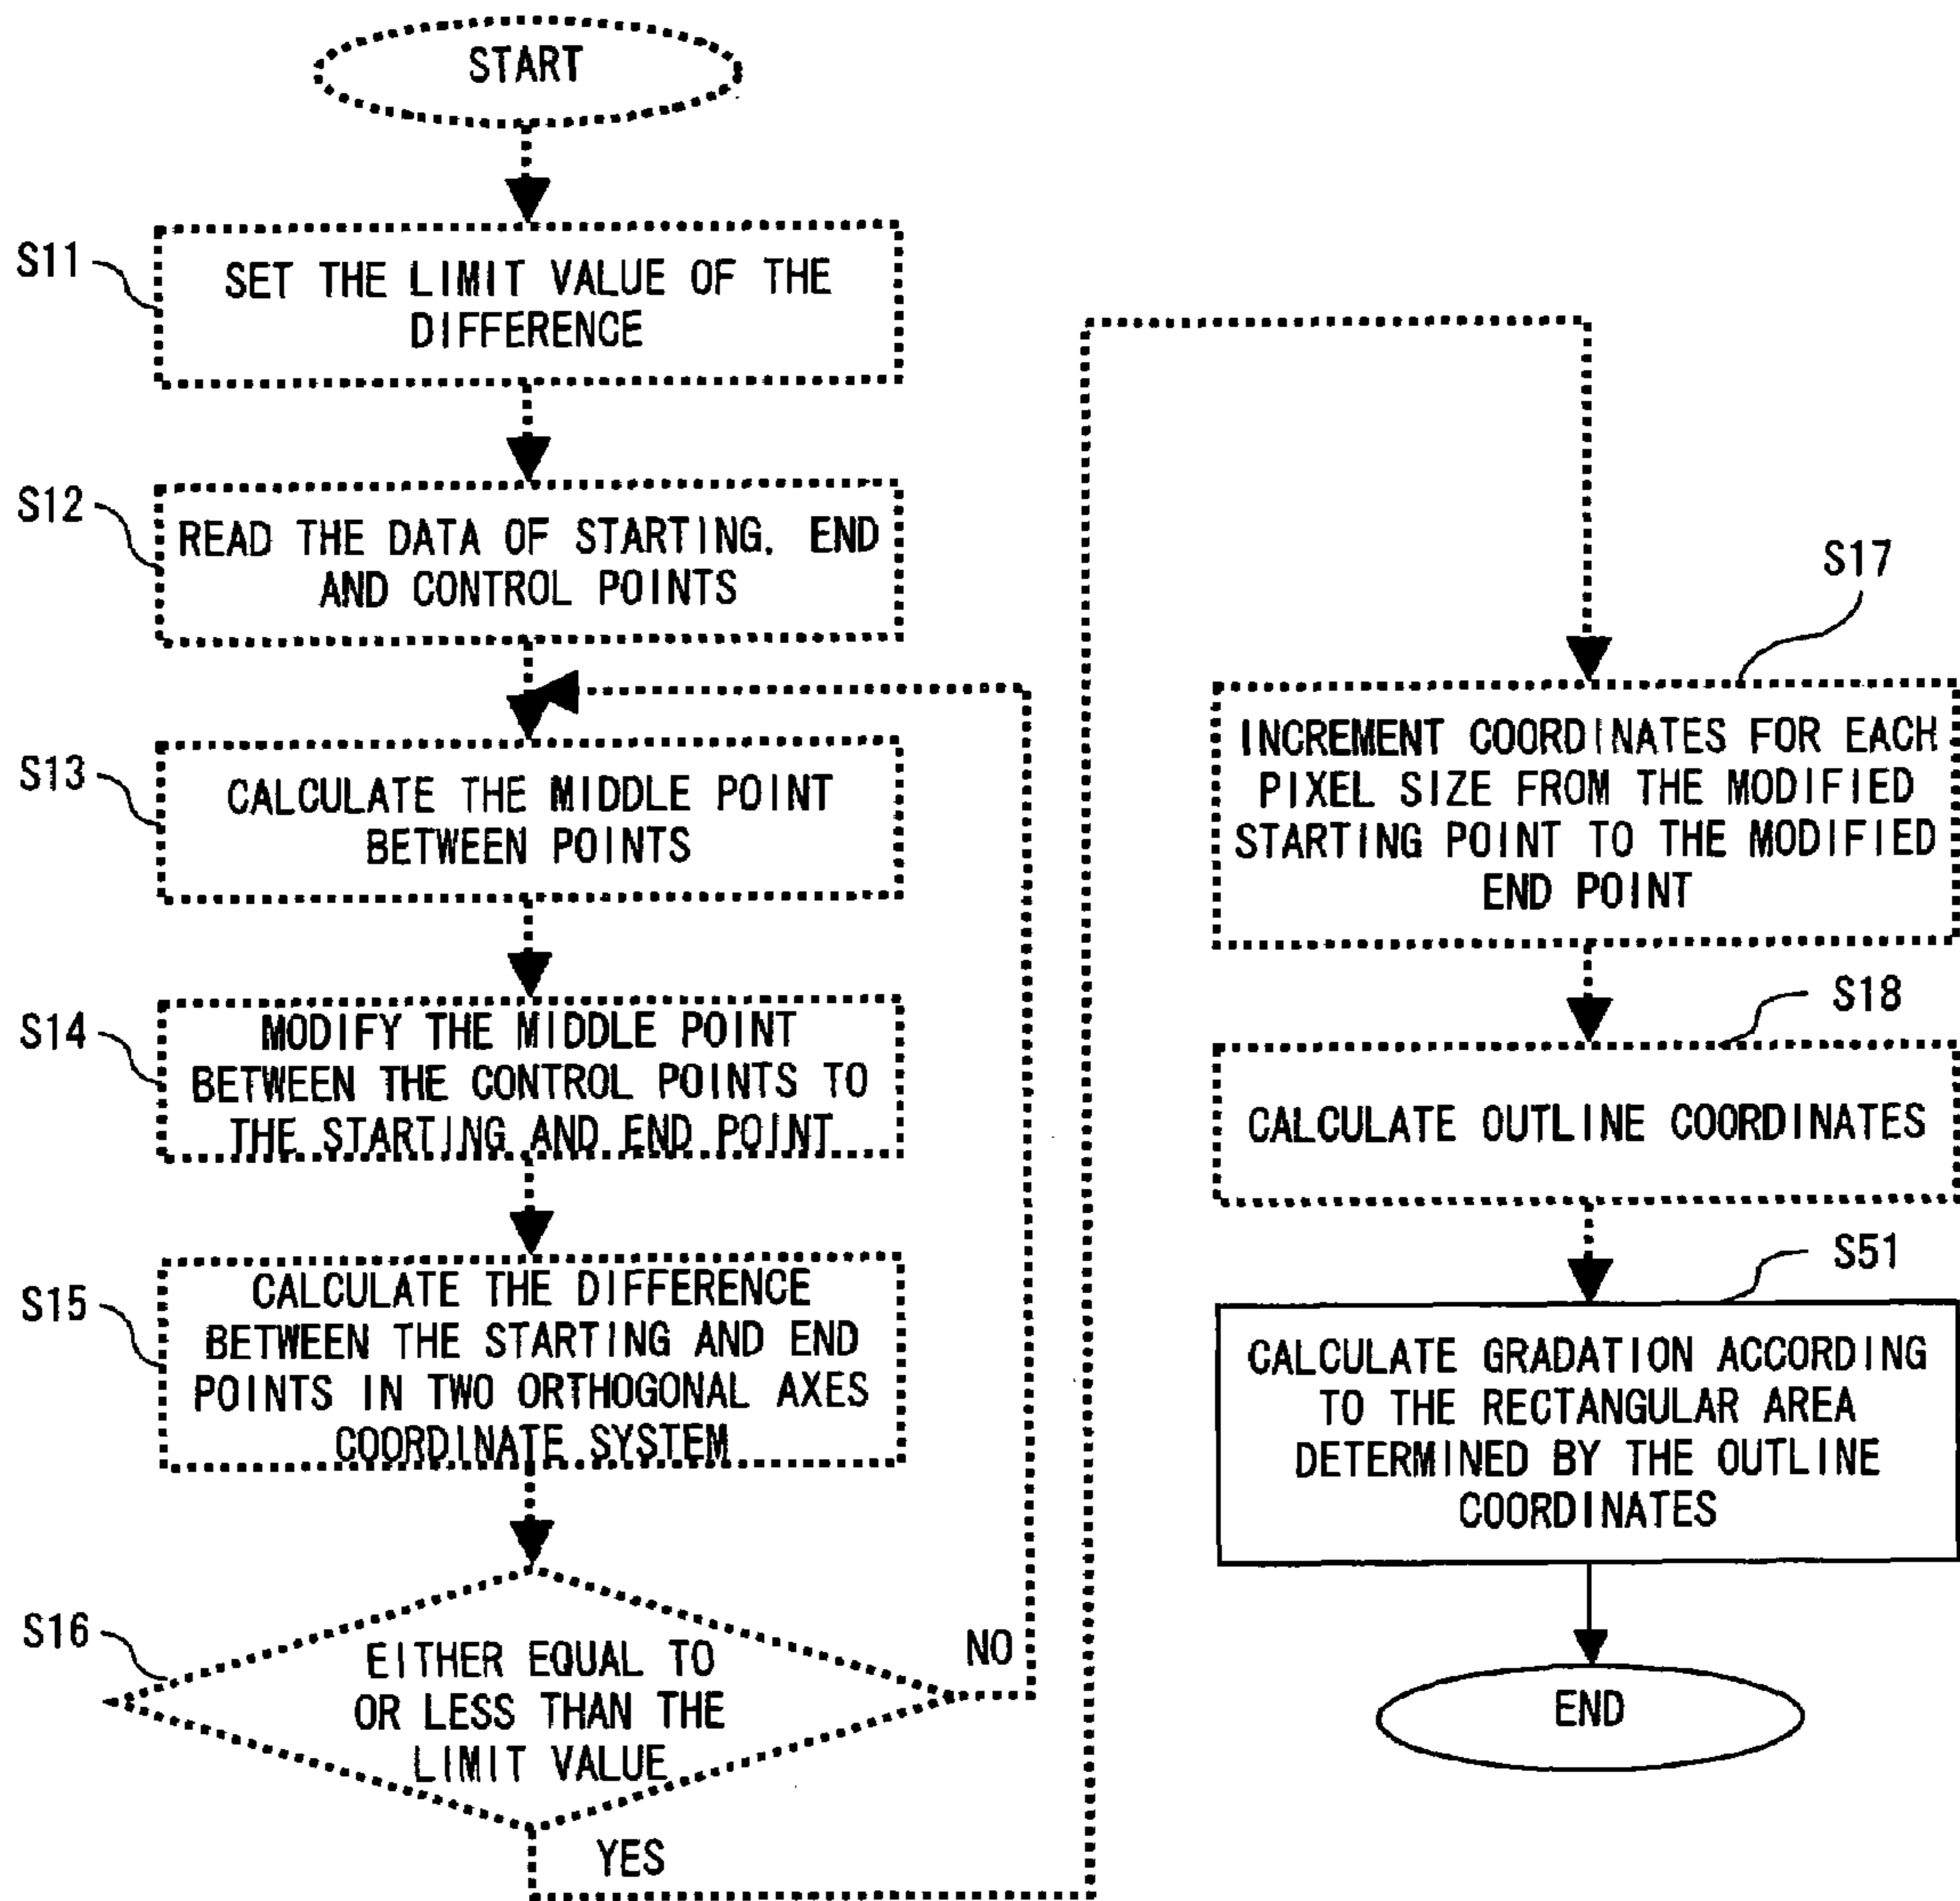 START
S11
SET THE LIMIT VALUE OF THE
DIFFERENCE
S12
READ THE DATA OF STARTING. END
AND CONTROL POINTS
S13
CALCULATE THE MIDDLE POINT
BETWEEN POINTS
S14
MODIFY THE MIDDLE POINT
BETWEEN THE CONTROL POINTS TO
THE STARTING AND END POINT
S15
CALCULATE THE DIFFERENCE
BETWEEN THE STARTING AND END
POINTS IN TWO ORTHOGONAL AXES
COORDINATE SYSTEM
S16
EITHER EQUAL TO
OR LESS THAN THE
LIMIT VALUE
NO
YES
S17
INCREMENT COORDINATES FOR EACH
PIXEL SIZE FROM THE MODIFIED
STARTING POINT TO THE MODIFIED
END POINT
S18
CALCULATE OUTLINE COORDINATES
S51
CALCULATE GRADATION ACCORDING
TO THE RECTANGULAR AREA
DETERMINED BY THE OUTLINE
COORDINATES
END